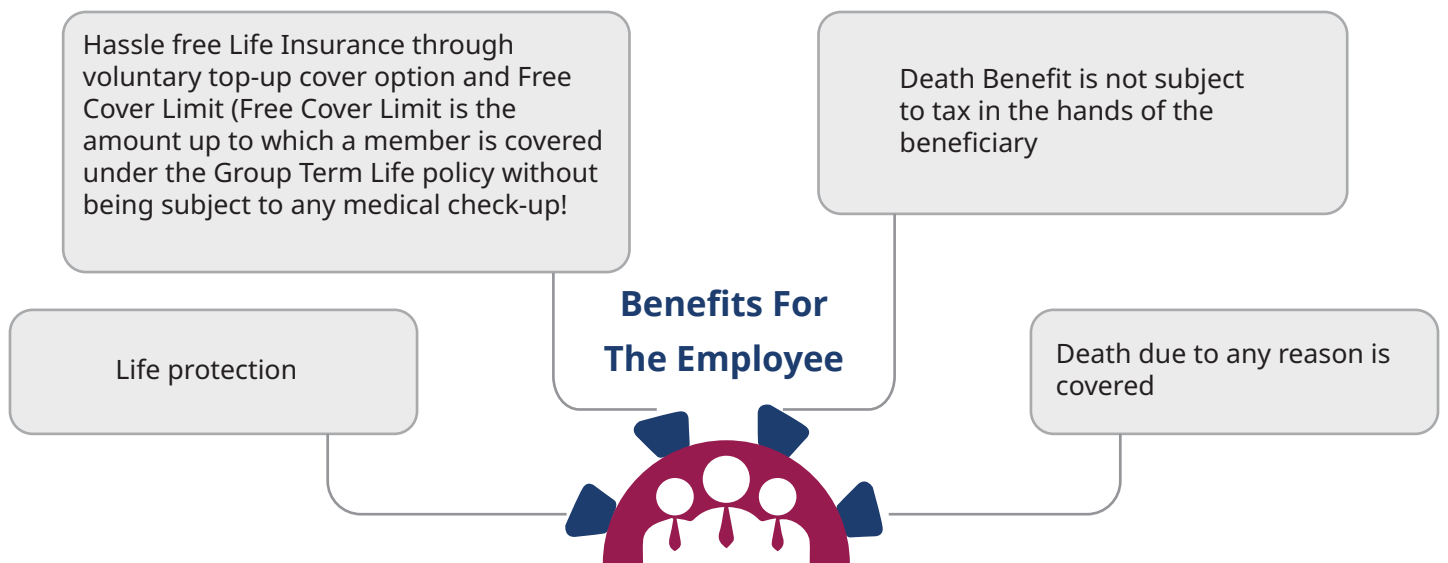 Hassle free Life Insurance through
voluntary top-up cover option and Free
Cover Limit (Free Cover Limit is the
amount up to which a member is covered
under the Group Term Life policy without
being subject to any medical check-up!
Death Benefit is not subject
to tax in the hands of the
beneficiary
Benefits For
The Employee
Life protection
Death due to any reason is
covered